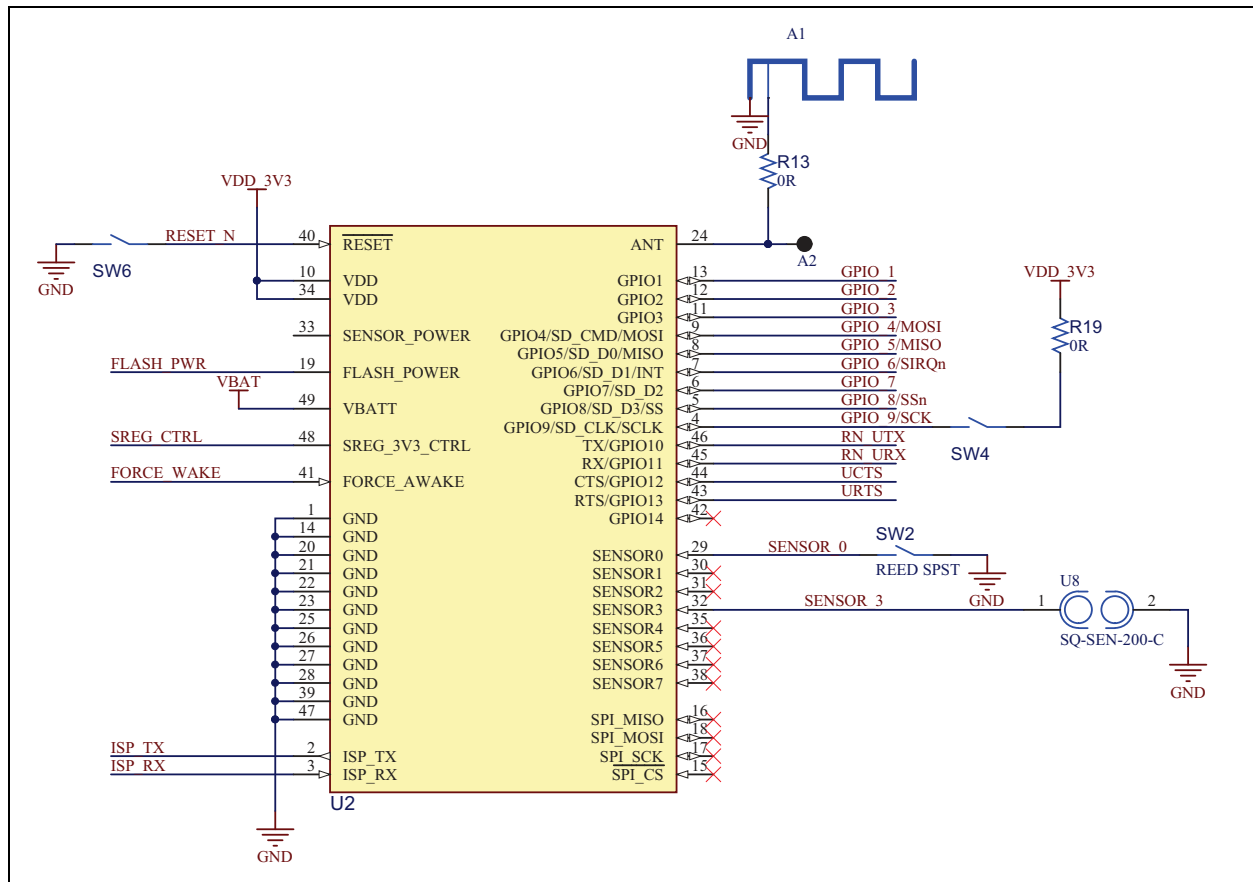 A1
GND
R13
0R
VDD_3V3
RESET_N
40
RESET
ANT
24
A2
SW6
GND
10
VDD
34
VDD
33
SENSOR_POWER
FLASH_PWR
19
FLASH_POWER
VBAT
49
VBATT
SREG_CTRL
48
SREG_3V3_CTRL
FORCE_WAKE
41
FORCE_AWAKE
1
GND
14
GND
20
GND
21
GND
22
GND
23
GND
25
GND
26
GND
27
GND
28
GND
39
GND
47
GND
ISP_TX
2
ISP_TX
ISP_RX
3
ISP_RX
U2
GND
GPIO1
13
GPIO_1
GPIO2
12
GPIO_2
GPIO3
11
GPIO_3
GPIO4/SD_CMD/MOSI
9
GPIO_4/MOSI
GPIO5/SD_D0/MISO
8
GPIO_5/MISO
GPIO6/SD_D1/INT
7
GPIO_6/SIRQn
GPIO7/SD_D2
6
GPIO_7
GPIO8/SD_D3/SS
5
GPIO_8/SSn
GPIO9/SD_CLK/SCLK
4
GPIO_9/SCK
TX/GPIO10
46
RN_UTX
RX/GPIO11
45
RN_URX
CTS/GPIO12
44
UCTS
RTS/GPIO13
43
URTS
GPIO14
42
VDD_3V3
R19
0R
SW4
SENSOR0
29
SENSOR_0
SW2
REED SPST
GND
SENSOR1
30
SENSOR2
31
SENSOR3
32
SENSOR_3
1
U8
2
SQ-SEN-200-C
GND
SENSOR4
35
SENSOR5
36
SENSOR6
37
SENSOR7
38
SPI_MISO
16
SPI_MOSI
18
SPI_SCK
17
SPI_CS
15